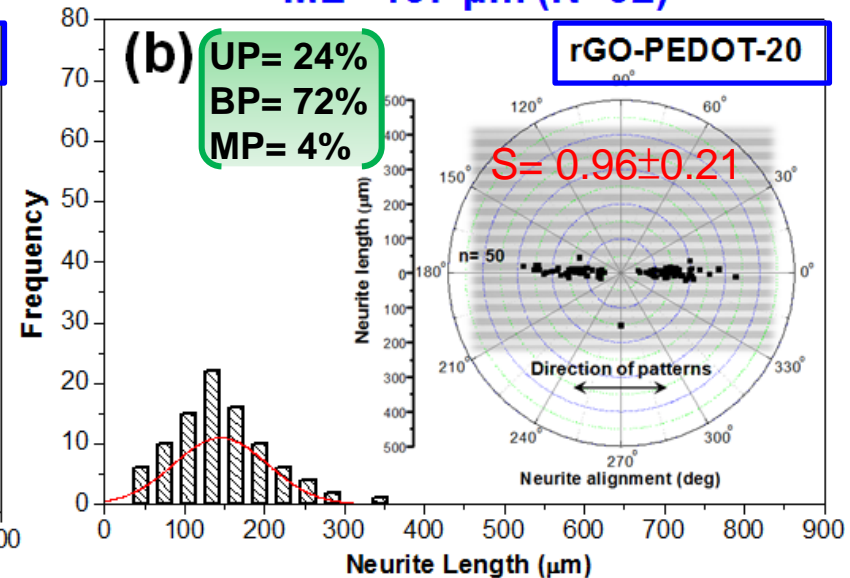 80
(b)
UP= 24%
BP= 72%
MP= 4%
rGO-PEDOT-20
70
60
50
40
30
20
10
0
Frequency
0 100 200 300 400 500 600 700 800 900
Neurite Length (µm)
500
400
300
200
100
0
100
200
300
400
500
Neurite length (µm)
90°
120° 60°
S= 0.96±0.21
150° 30°
n= 50
180° 0°
Direction of patterns
210° 330°
240° 300°
270°
Neurite alignment (deg)
00